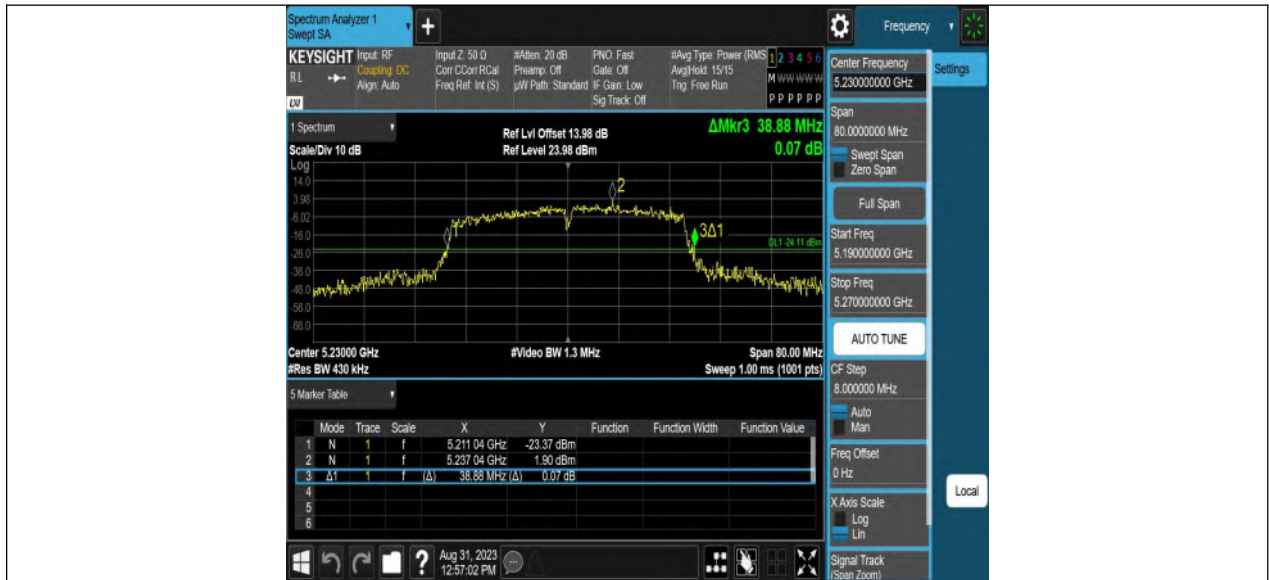 Spectrum Analyzer 1
Swept SA
+
Frequency
KEYSIGHT
RL
LXI
Input: RF
Coupling: DC
Align: Auto
Input Z: 50 Ω
Corr CCorr RCal
Freq Ref: Int (S)
#Atten: 20 dB
Preamp: Off
µW Path: Standard
PNO: Fast
Gate: Off
IF Gain: Low
Sig Track: Off
#Avg Type: Power (RMS
Avg|Hold: 15/15
Trig: Free Run
1 2 3 4 5 6
M W W W W W
P P P P P P
1 Spectrum
Scale/Div 10 dB
Ref Lvl Offset 13.98 dB
Ref Level 23.98 dBm
ΔMkr3 38.88 MHz
0.07 dB
Log
14.0
3.98
-6.02
-16.0
-26.0
-36.0
-46.0
-56.0
-66.0
1
2
3Δ1
DL1 -24.11 dBm
Center 5.23000 GHz
#Video BW 1.3 MHz
Span 80.00 MHz
#Res BW 430 kHz
Sweep 1.00 ms (1001 pts)
5 Marker Table
Mode Trace Scale X Y Function Function Width Function Value
1 N 1 f 5.211 04 GHz -23.37 dBm
2 N 1 f 5.237 04 GHz 1.90 dBm
3 Δ1 1 f (Δ) 38.88 MHz (Δ) 0.07 dB
4
5
6
?
Aug 31, 2023
12:57:02 PM
Center Frequency
5.230000000 GHz
Span
80.0000000 MHz
Swept Span
Zero Span
Full Span
Start Freq
5.190000000 GHz
Stop Freq
5.270000000 GHz
AUTO TUNE
CF Step
8.000000 MHz
Auto
Man
Freq Offset
0 Hz
X Axis Scale
Log
Lin
Signal Track
(Span Zoom)
Settings
Local